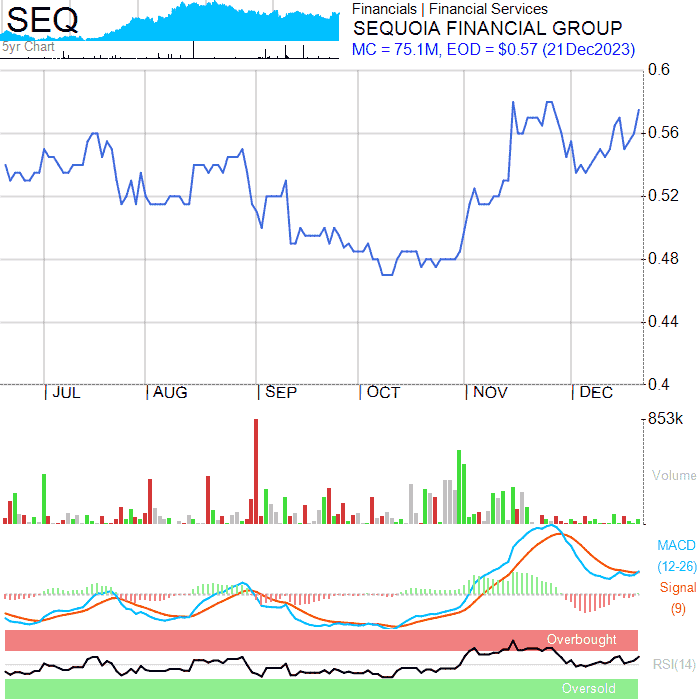 SEQ
5yr Chart
Financials | Financial Services
SEQUOIA FINANCIAL GROUP
MC = 75.1M, EOD = $0.57 (21Dec2023)
0.6
0.56
0.52
0.48
0.44
0.4
JUL AUG SEP OCT NOV DEC
853k
Volume
MACD
(12-26)
Signal
(9)
Overbought
RSI(14)
Oversold